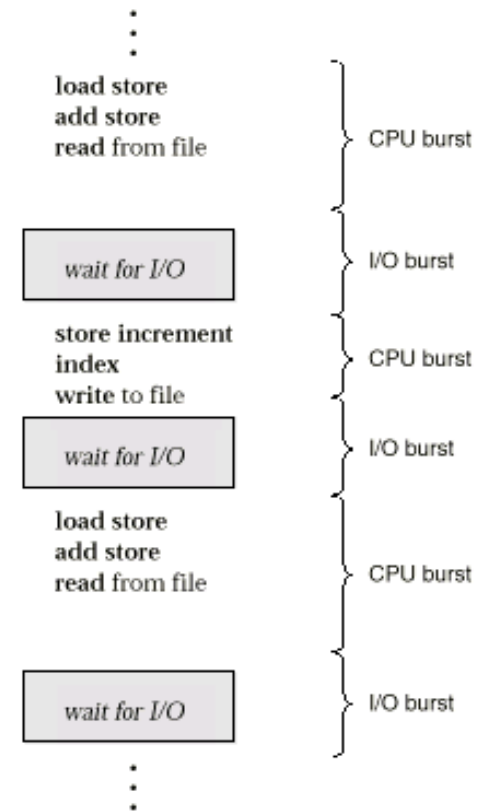 load store
add store
read from file
CPU burst
wait for I/O
I/O burst
store increment
index
write to file
CPU burst
wait for I/O
I/O burst
load store
add store
read from file
CPU burst
wait for I/O
I/O burst